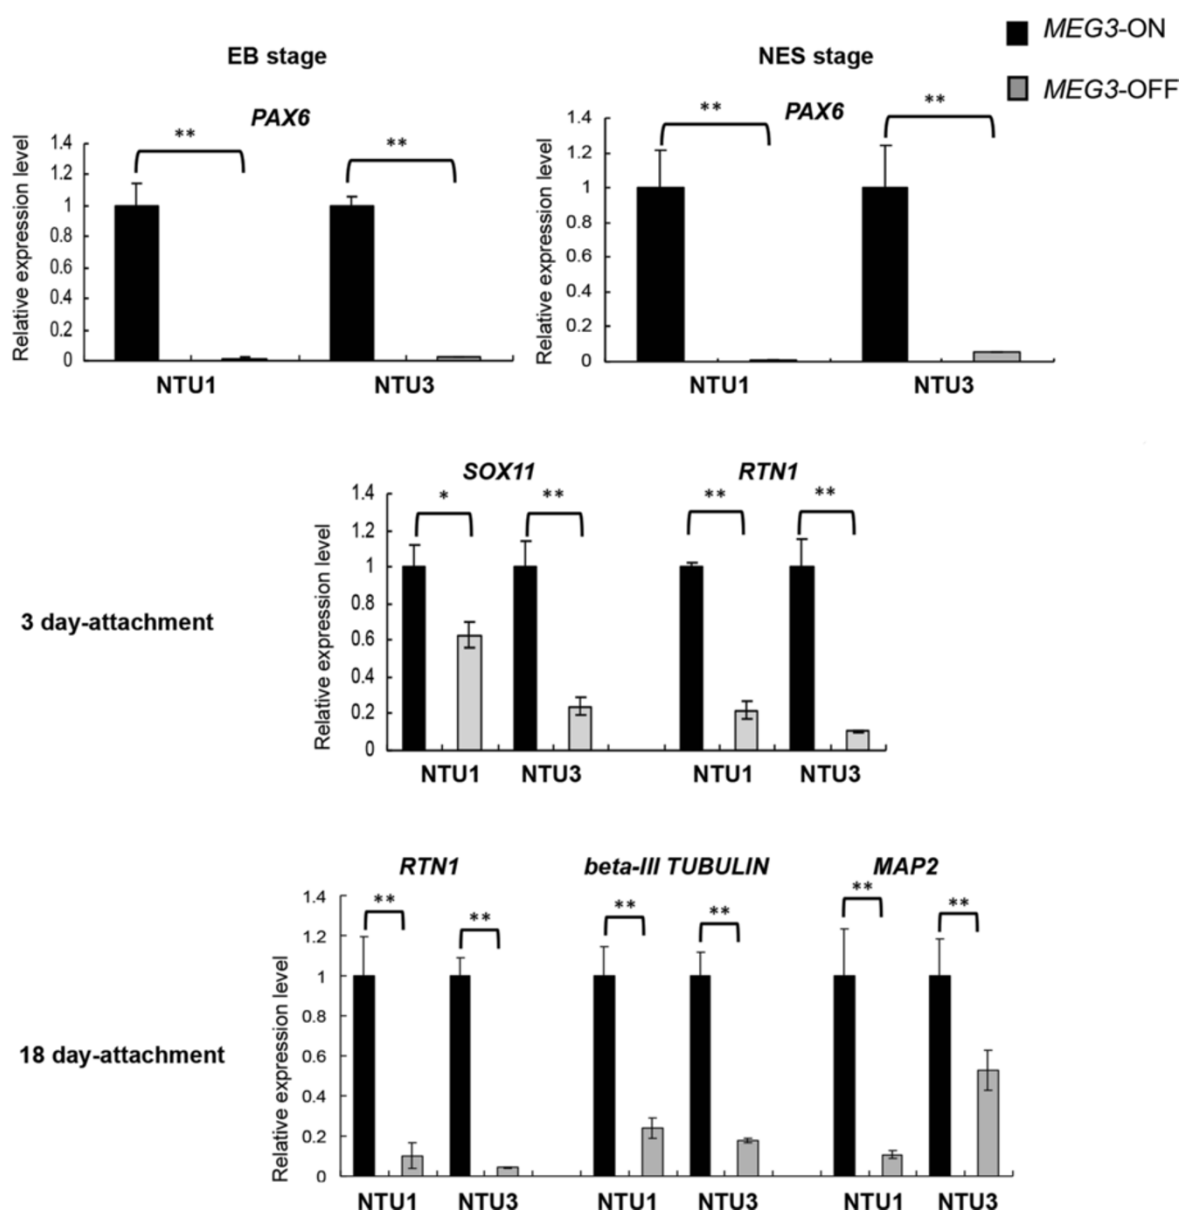 MEG3-ON
MEG3-OFF
EB stage
NES stage
PAX6
PAX6
**
**
**
**
Relative expression level
1.4
1.2
1
0.8
0.6
0.4
0.2
0
NTU1
NTU3
Relative expression level
1.4
1.2
1
0.8
0.6
0.4
0.2
0
NTU1
NTU3
3 day-attachment
SOX11
RTN1
*
**
**
**
Relative expression level
1.4
1.2
1
0.8
0.6
0.4
0.2
0
NTU1
NTU3
NTU1
NTU3
18 day-attachment
RTN1
beta-III TUBULIN
MAP2
**
**
**
**
**
**
Relative expression level
1.4
1.2
1
0.8
0.6
0.4
0.2
0
NTU1
NTU3
NTU1
NTU3
NTU1
NTU3